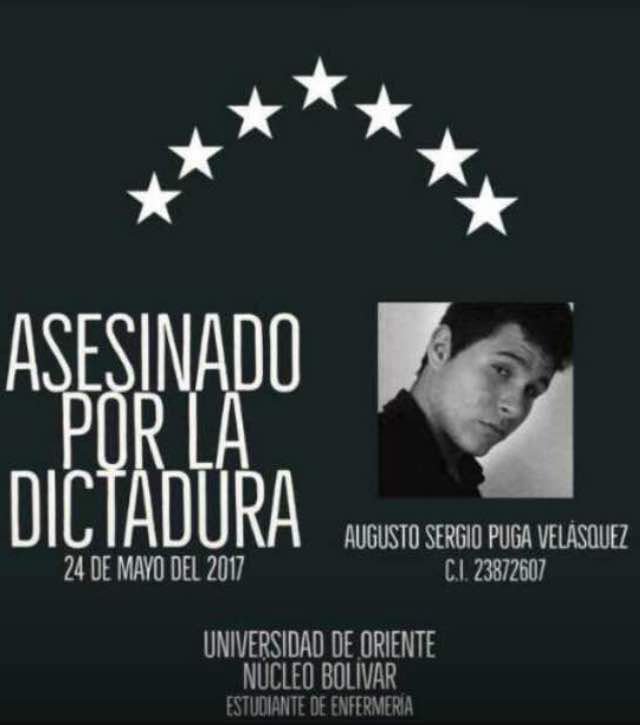 ASESINADO
POR LA
DICTADURA
24 DE MAYO DEL 2017
AUGUSTO SERGIO PUGA VELÁSQUEZ
C.I. 23872607
UNIVERSIDAD DE ORIENTE
NÚCLEO BOLÍVAR
ESTUDIANTE DE ENFERMERÍA